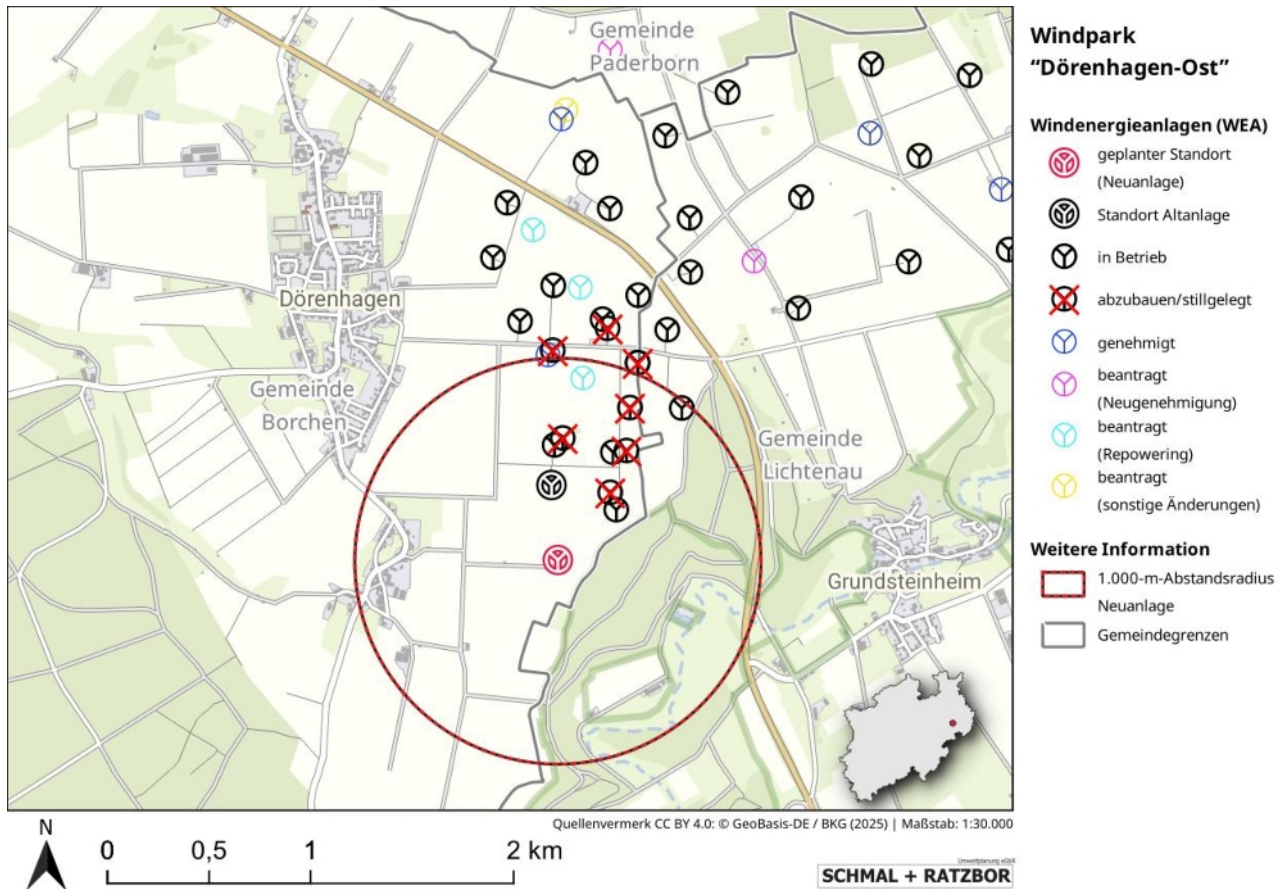 Gemeinde
Paderborn
Dörenhagen
Gemeinde
Borchen
Gemeinde
Lichtenau
Grundsteinheim
Windpark
“Dörenhagen-Ost”
Windenergieanlagen (WEA)
geplanter Standort
(Neuanlage)
Standort Altanlage
in Betrieb
abzubauen/stillgelegt
genehmigt
beantragt
(Neugenehmigung)
beantragt
(Repowering)
beantragt
(sonstige Änderungen)
Weitere Information
1.000-m-Abstandsradius
Neuanlage
Gemeindegrenzen
Quellenvermerk CC BY 4.0: © GeoBasis-DE / BKG (2025) | Maßstab: 1:30.000
N
0 0,5 1 2 km
Umweltplanung eGbR
SCHMAL + RATZBOR